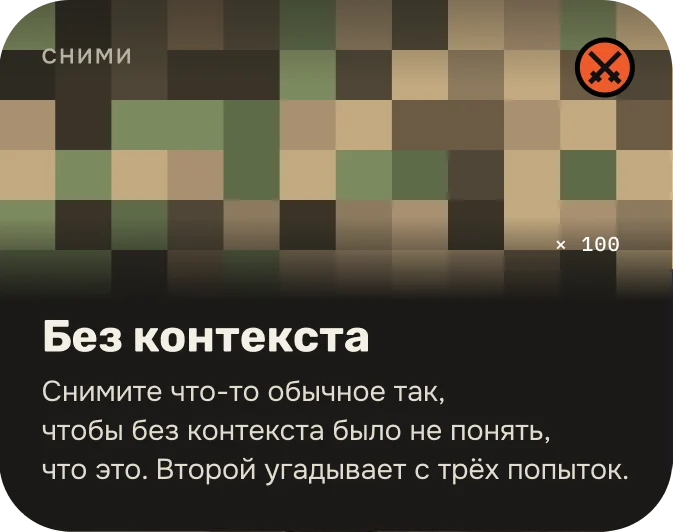 СНИМИ
× 100
Без контекста
Снимите что-то обычное так,
чтобы без контекста было не понять,
что это. Второй угадывает с трёх попыток.